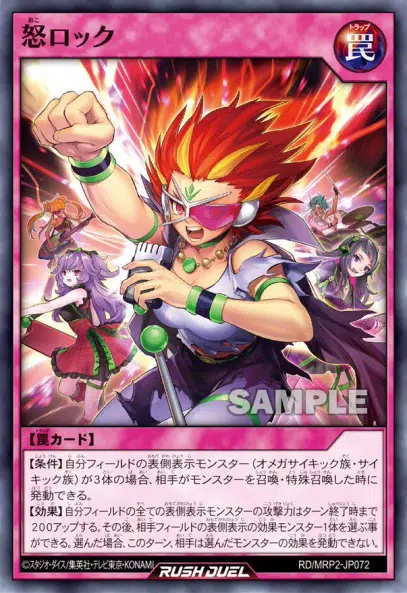 あこ
怒ロック
トラップ
罠
SAMPLE
トラップ
【罠カード】
【条件】自分フィールドの表側表示モンスター(オメガサイキック族・サイ
キック族)が3体の場合、相手がモンスターを召喚・特殊召喚した時に
発動できる。
【効果】自分フィールドの全ての表側表示モンスターの攻撃力はターン終了時まで
200アップする。その後、相手フィールドの表側表示の効果モンスター1体を選ぶ事
ができる。選んだ場合、このターン、相手は選んだモンスターの効果を発動できない。
©スタジオ・ダイス/集英社・テレビ東京・KONAMI
RUSH DUEL
RD/MRP2-JP072